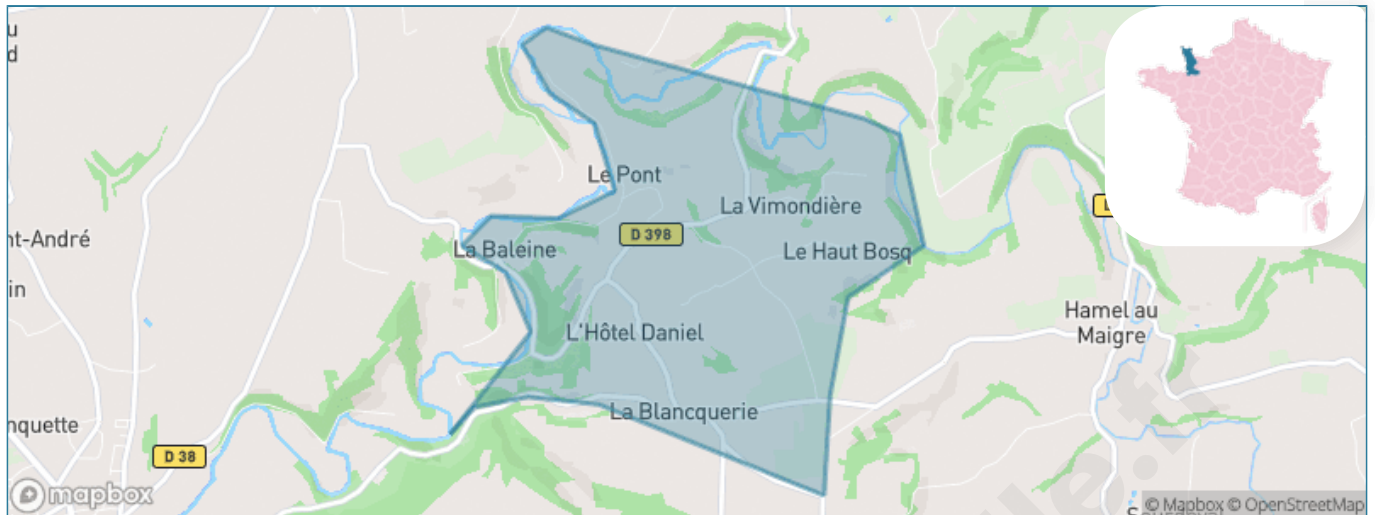 u
d
Le Pont
La Vimondière
nt-André
D 398
La Baleine
Le Haut Bosq
in
Hamel au
Maigre
L'Hôtel Daniel
La Blancquerie
nquette
D 38
mapbox
© Mapbox © OpenStreetMap